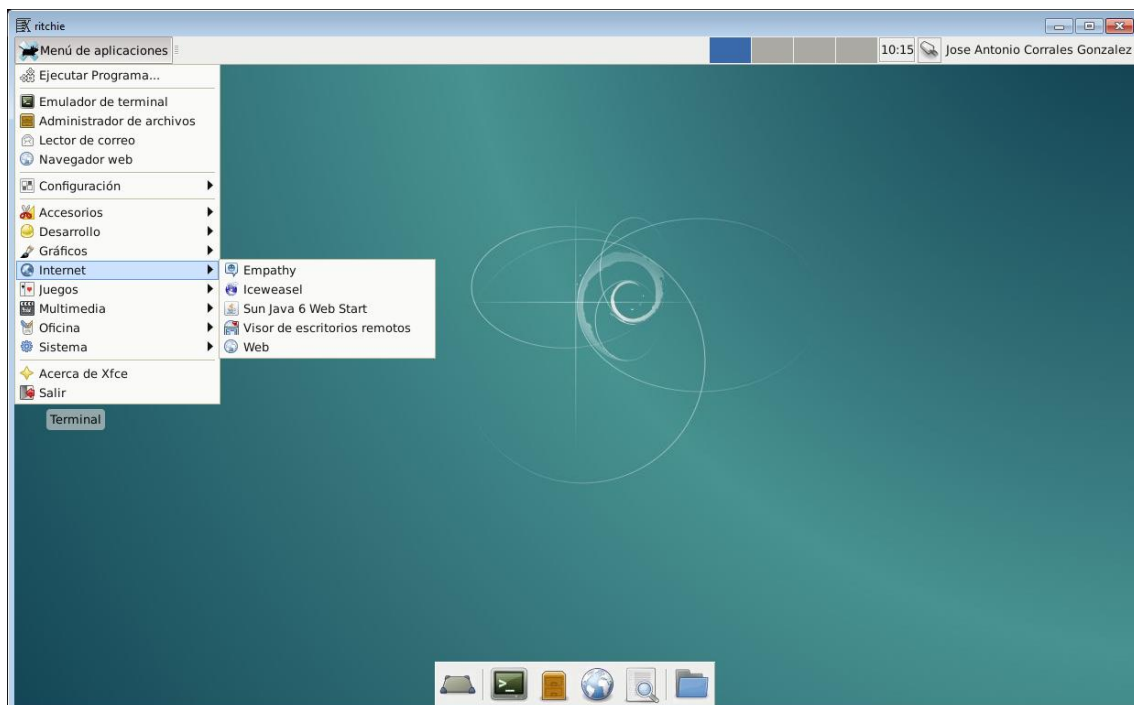 ritchie
Menú de aplicaciones
10:15
Jose Antonio Corrales Gonzalez
Ejecutar Programa...
Emulador de terminal
Administrador de archivos
Lector de correo
Navegador web
Configuración
Accesorios
Desarrollo
Gráficos
Internet
Juegos
Multimedia
Oficina
Sistema
Acerca de Xfce
Salir
Empathy
Iceweasel
Sun Java 6 Web Start
Visor de escritorios remotos
Web
Terminal